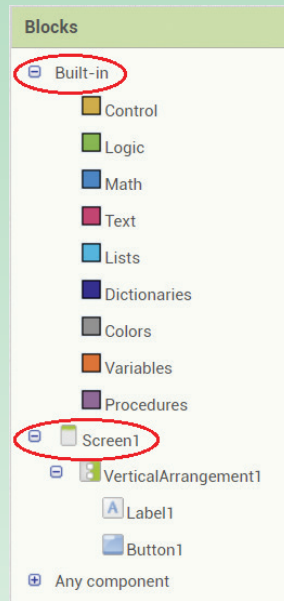 Blocks
Built-in
Control
Logic
Math
Text
Lists
Dictionaries
Colors
Variables
Procedures
Screen1
VerticalArrangement1
A Label1
Button1
Any component